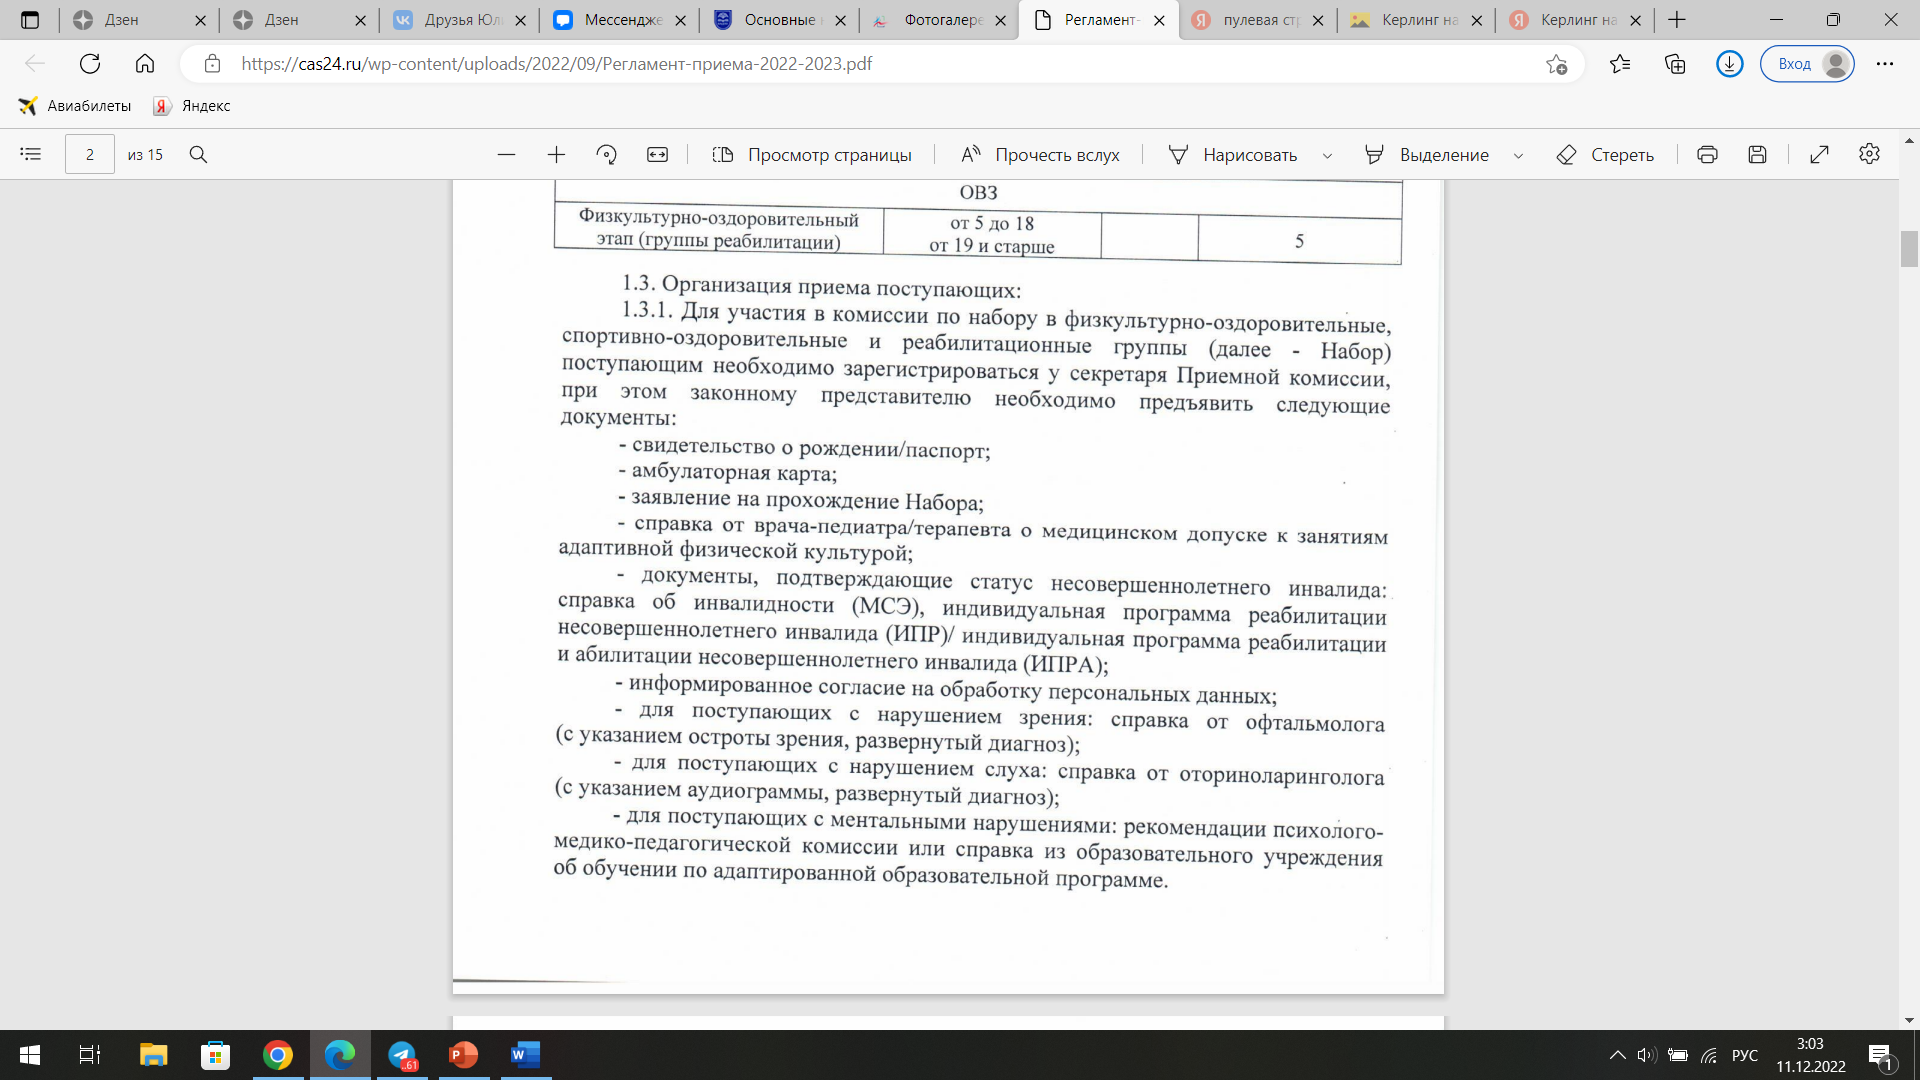 Дзен
Дзен
Друзья Юли
Мессендже
Основные
Фотогалере
Регламент-
пулевая стр
Керлинг на
Керлинг на
https://cas24.ru/wp-content/uploads/2022/09/Регламент-приема-2022-2023.pdf
Вход
Авиабилеты
Яндекс
2 из 15
Просмотр страницы
Прочесть вслух
Нарисовать
Выделение
Стереть
ОВЗ
Физкультурно-оздоровительный
этап (группы реабилитации)
от 5 до 18
от 19 и старше
5
1.3. Организация приема поступающих:
1.3.1. Для участия в комиссии по набору в физкультурно-оздоровительные,
спортивно-оздоровительные и реабилитационные группы (далее - Набор)
поступающим необходимо зарегистрироваться у секретаря Приемной комиссии,
при этом законному представителю необходимо предъявить следующие
документы:
- свидетельство о рождении/паспорт;
- амбулаторная карта;
- заявление на прохождение Набора;
- справка от врача-педиатра/терапевта о медицинском допуске к занятиям
адаптивной физической культурой;
- документы, подтверждающие статус несовершеннолетнего инвалида:
справка об инвалидности (МСЭ), индивидуальная программа реабилитации
несовершеннолетнего инвалида (ИПР)/ индивидуальная программа реабилитации
и абилитации несовершеннолетнего инвалида (ИПРА);
- информированное согласие на обработку персональных данных;
- для поступающих с нарушением зрения: справка от офтальмолога
(с указанием остроты зрения, развернутый диагноз);
- для поступающих с нарушением слуха: справка от оториноларинголога
(с указанием аудиограммы, развернутый диагноз);
- для поступающих с ментальными нарушениями: рекомендации психолого-
медико-педагогической комиссии или справка из образовательного учреждения
об обучении по адаптированной образовательной программе.
..61
РУС
3:03
11.12.2022
1